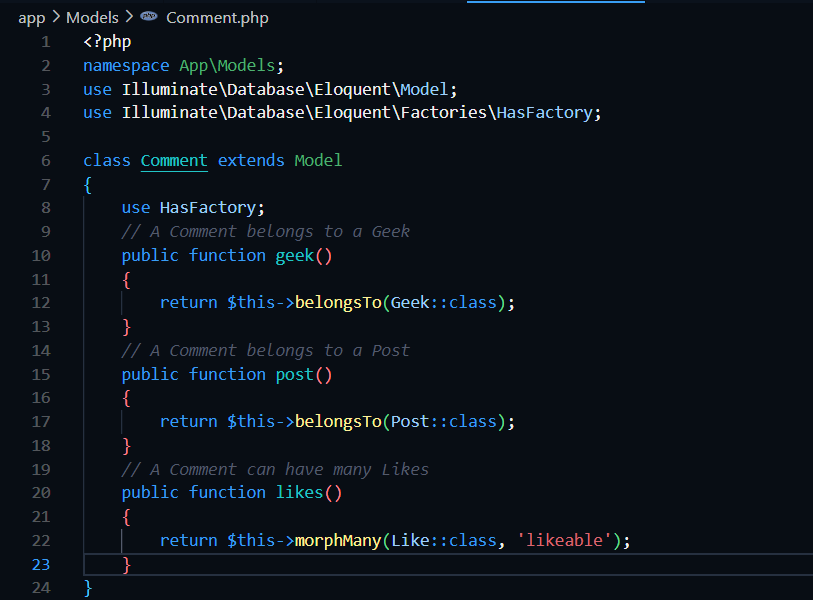 app > Models > php Comment.php
1 <?php
2 namespace App\Models;
3 use Illuminate\Database\Eloquent\Model;
4 use Illuminate\Database\Eloquent\Factories\HasFactory;
5
6 class Comment extends Model
7 {
8     use HasFactory;
9     // A Comment belongs to a Geek
10     public function geek()
11     {
12         return $this->belongsTo(Geek::class);
13     }
14     // A Comment belongs to a Post
15     public function post()
16     {
17         return $this->belongsTo(Post::class);
18     }
19     // A Comment can have many Likes
20     public function likes()
21     {
22         return $this->morphMany(Like::class, 'likeable');
23     }
24 }